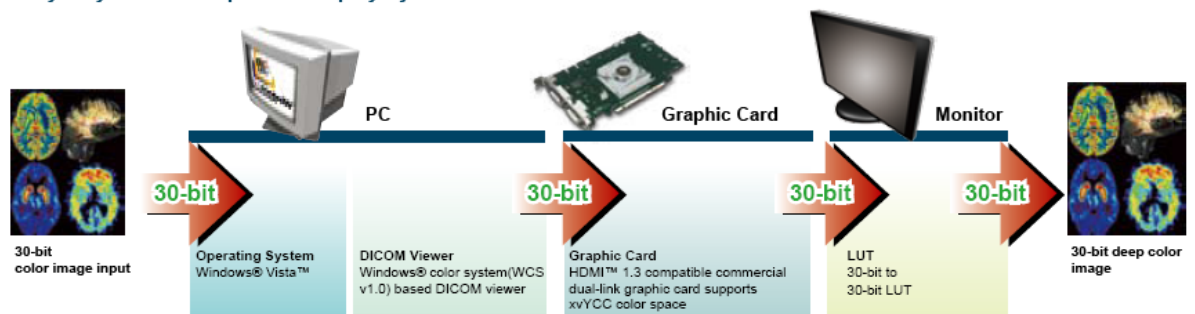 PC
Graphic Card
Monitor
30-bit
30-bit
30-bit
30-bit
30-bit
color image input
Operating System
Windows® Vista™
DICOM Viewer
Windows® color system(WCS
v1.0) based DICOM viewer
Graphic Card
HDMI™ 1.3 compatible commercial
dual-link graphic card supports
xvYCC color space
LUT
30-bit to
30-bit LUT
30-bit deep color
image